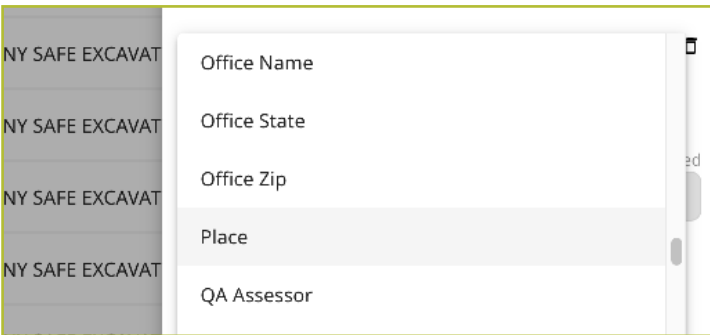 NY SAFE EXCAVAT
Office Name
Office State
NY SAFE EXCAVAT
Office Zip
ed
NY SAFE EXCAVAT
Place
NY SAFE EXCAVAT
QA Assessor